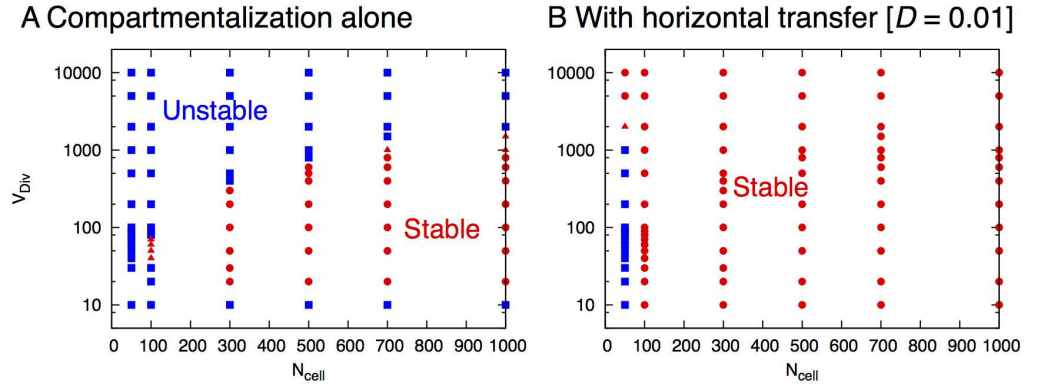 A Compartmentalization alone
B With horizontal transfer [D = 0.01]
10000
1000
100
10
V_Div
Unstable
Stable
0 100 200 300 400 500 600 700 800 900 1000
N_cell
10000
1000
100
10
Stable
0 100 200 300 400 500 600 700 800 900 1000
N_cell